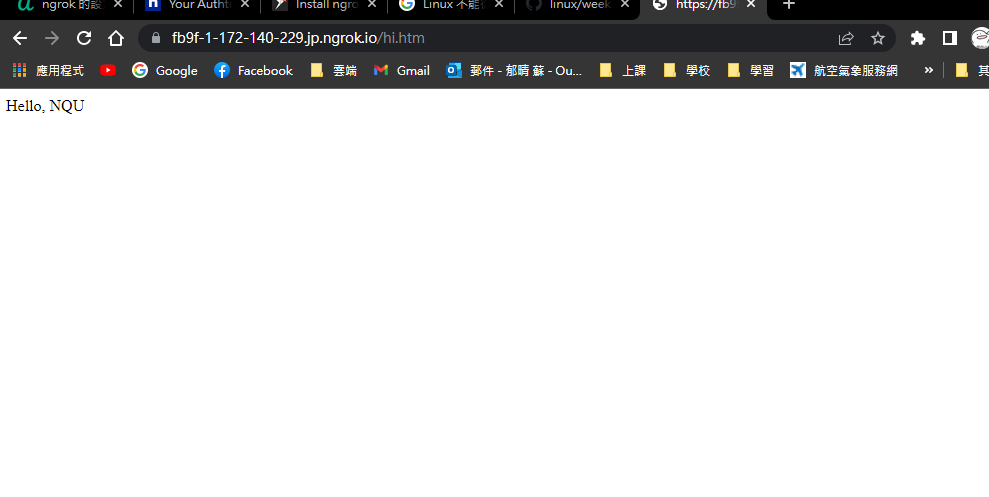 ngrok 的設
Your Authte
Install ngro
Linux 不能
linux/week
https://fb9
fb9f-1-172-140-229.jp.ngrok.io/hi.htm
應用程式 Google Facebook 雲端 Gmail 郵件 - 郁晴 蘇 - Ou... 上課 學校 學習 航空氣象服務網 » 其
Hello, NQU